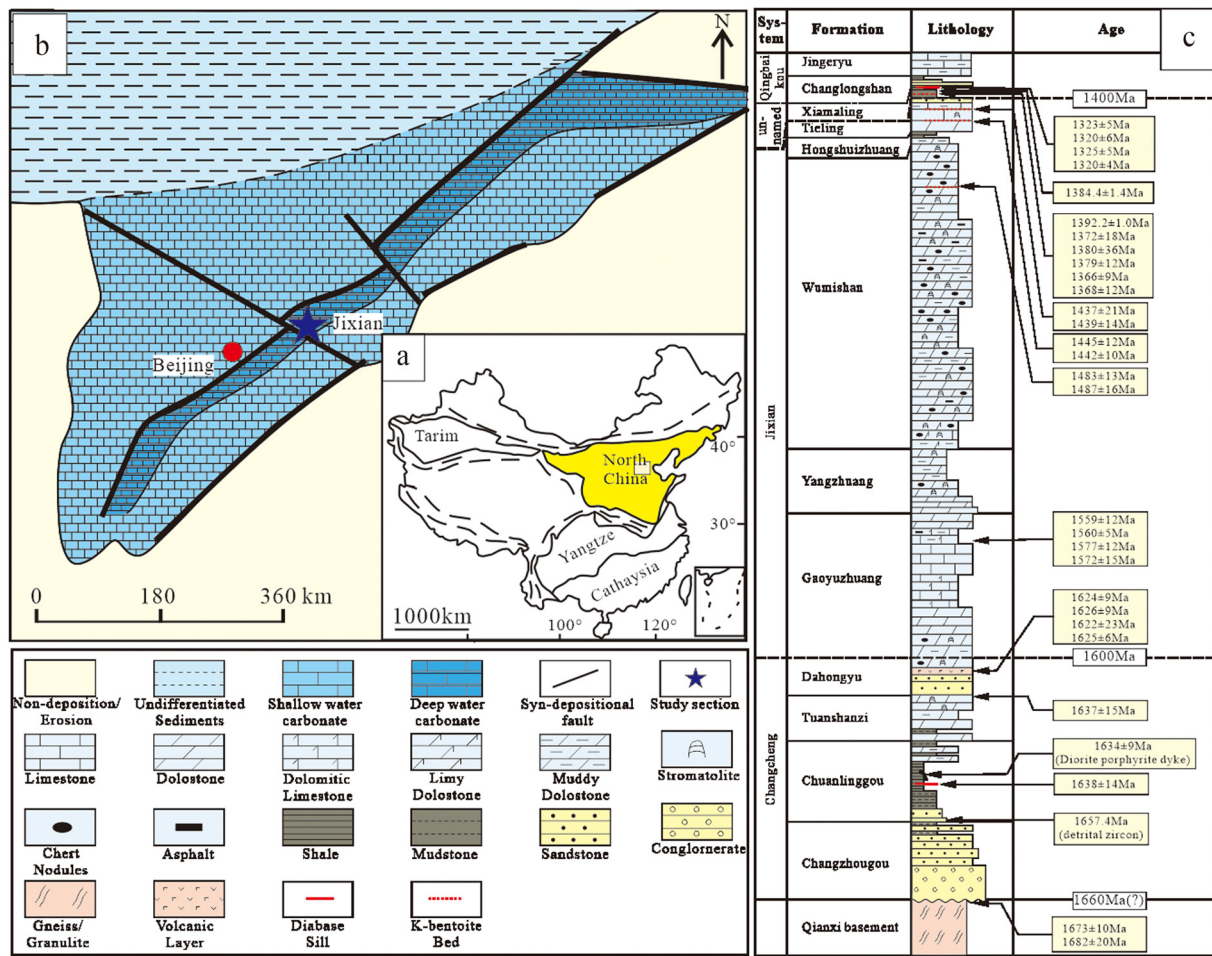 b
N
Jixian
Beijing
0
180
360 km
a
Tarim
North
China
Yangtze
Cathaysia
40°
30°
1000km
100°
120°
Non-deposition/
Erosion
Undifferentiated
Sediments
Shallow water
carbonate
Deep water
carbonate
Syn-depositional
fault
Study section
Limestone
Dolostone
Dolomitic
Limestone
Limy
Dolostone
Muddy
Dolostone
Stromatolite
Chert
Nodules
Asphalt
Shale
Mudstone
Sandstone
Conglornerate
Gneiss/
Granulite
Volcanic
Layer
Diabase
Sill
K-bentoite
Bed
c
Sys-
tem
Formation
Lithology
Age
Qingbai
kou
un-
named
Jixian
Changcheng
Jingeryu
Changlongshan
Xiamaling
Tieling
Hongshuizhuang
Wumishan
Yangzhuang
Gaoyuzhuang
Dahongyu
Tuanshanzi
Chuanlinggou
Changzhougou
Qianxi basement
1400Ma
1323±5Ma
1320±6Ma
1325±5Ma
1320±4Ma
1384.4±1.4Ma
1392.2±1.0Ma
1372±18Ma
1380±36Ma
1379±12Ma
1366±9Ma
1368±12Ma
1437±21Ma
1439±14Ma
1445±12Ma
1442±10Ma
1483±13Ma
1487±16Ma
1559±12Ma
1560±5Ma
1577±12Ma
1572±15Ma
1624±9Ma
1626±9Ma
1622±23Ma
1625±6Ma
1600Ma
1637±15Ma
1634±9Ma
(Diorite porphyrite dyke)
1638±14Ma
1657.4Ma
(detrital zircon)
1660Ma(?)
1673±10Ma
1682±20Ma